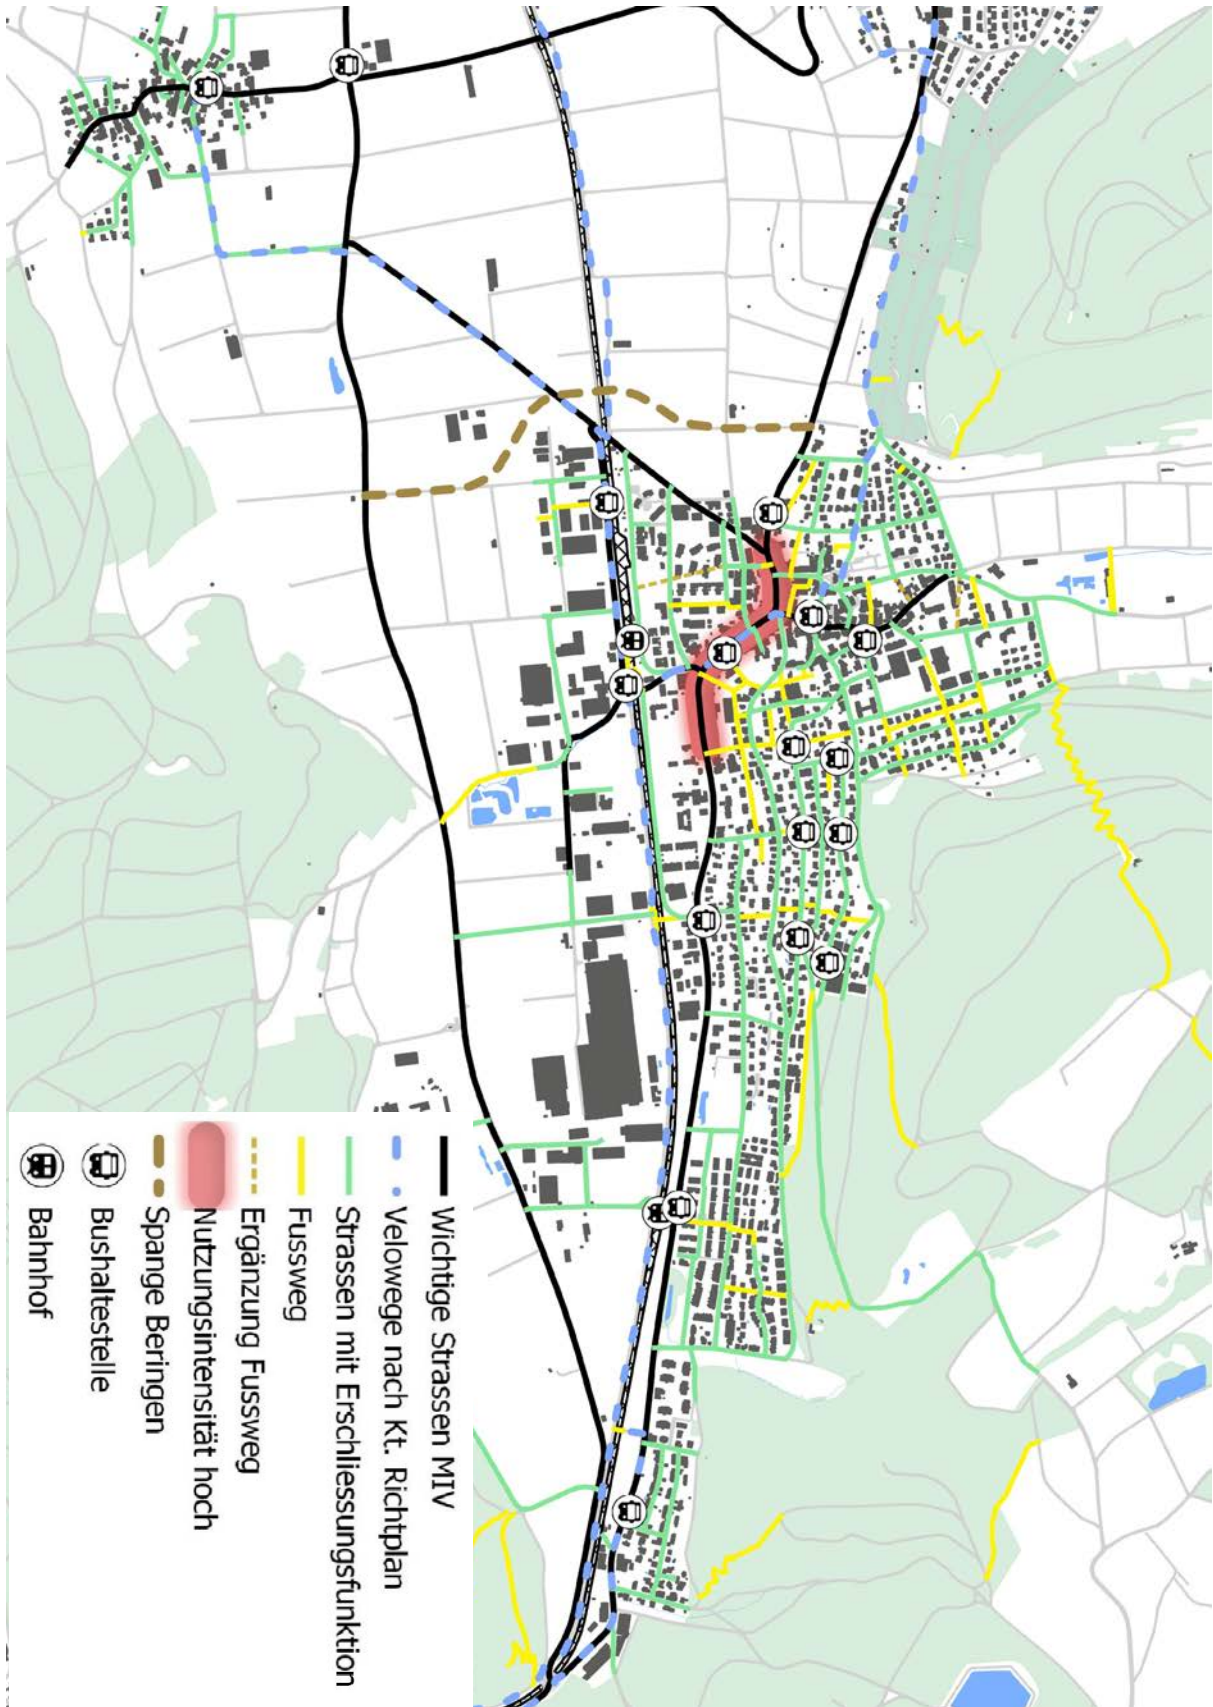 Wichtige Strassen MIV
Velowege nach Kt. Richtplan
Strassen mit Erschliessungsfunktion
Fussweg
Ergänzung Fussweg
Nutzungsintensität hoch
Spange Beringen
Bushaltestelle
Bahnhof